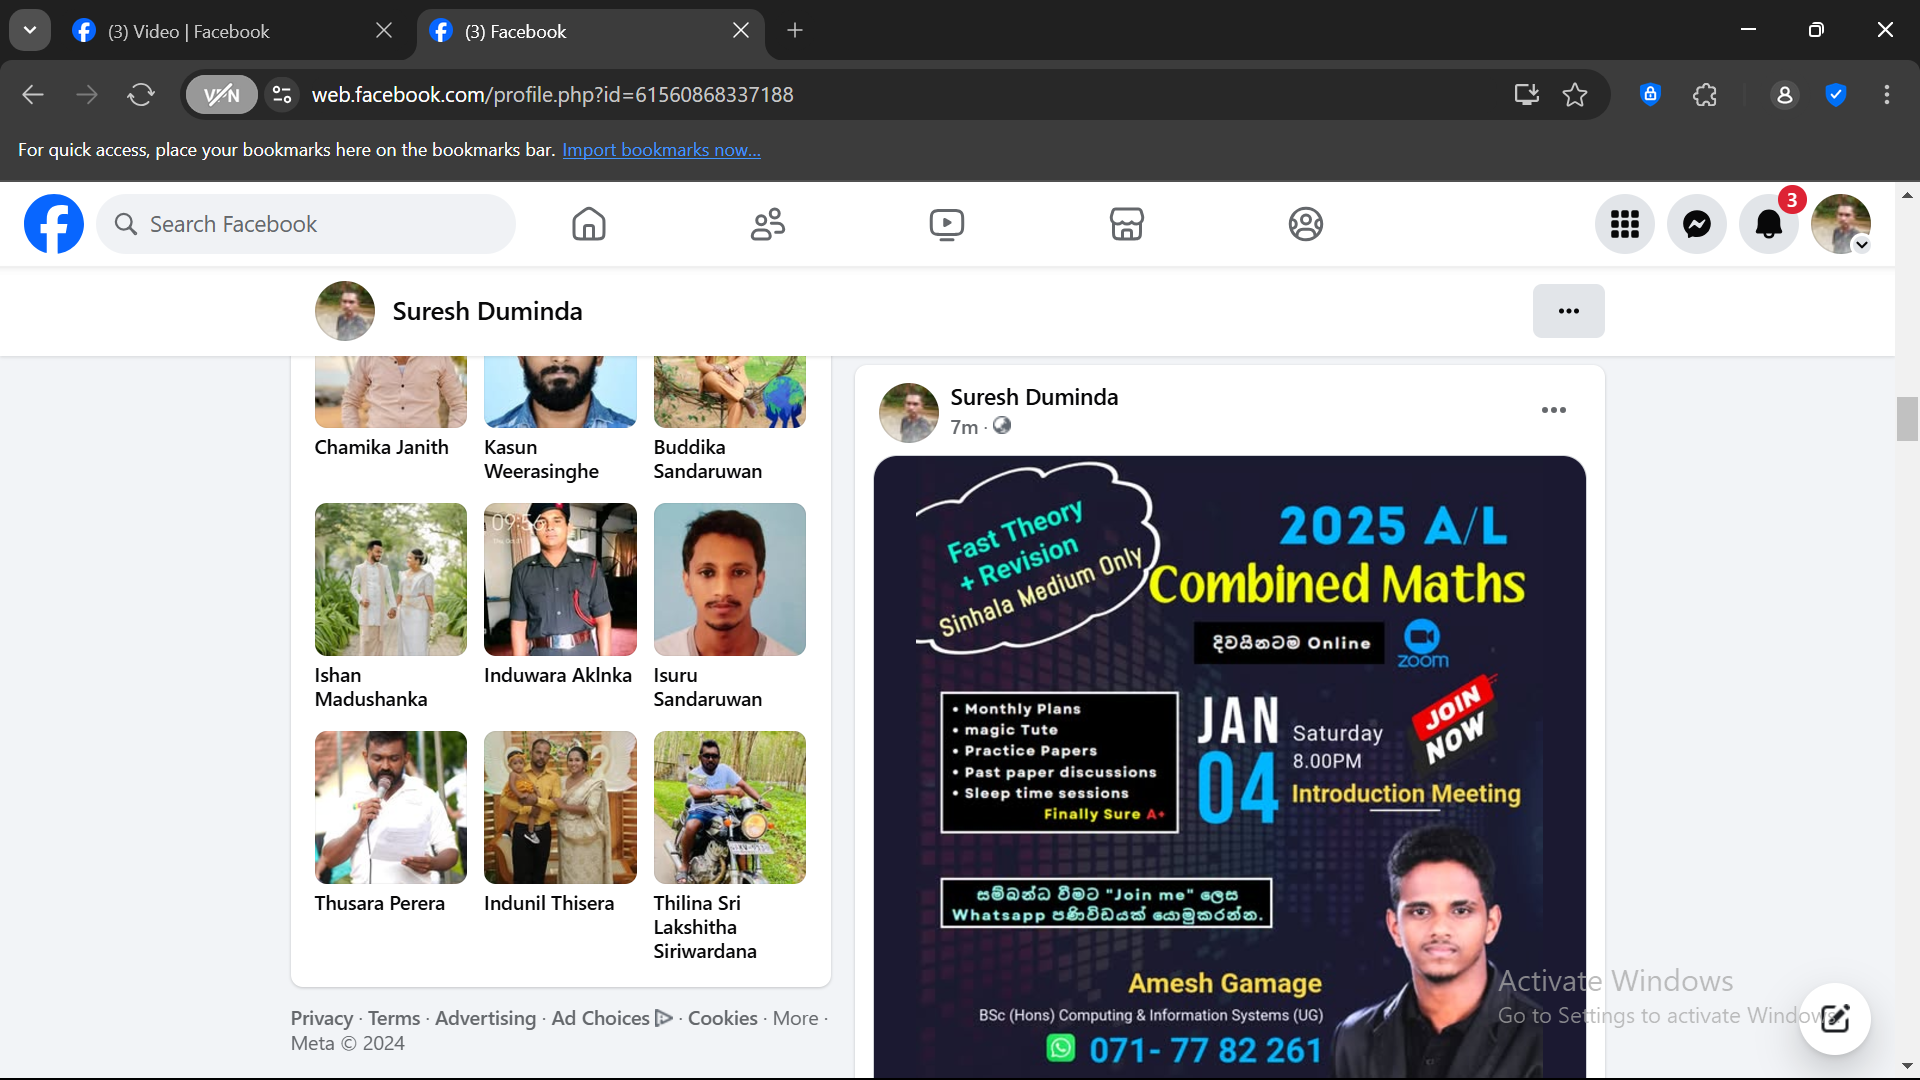 (3) Video | Facebook
(3) Facebook
VPN
web.facebook.com/profile.php?id=61560868337188
For quick access, place your bookmarks here on the bookmarks bar. Import bookmarks now...
Search Facebook
3
Suresh Duminda
Chamika Janith
Kasun
Weerasinghe
Buddika
Sandaruwan
09:56
Ishan
Madushanka
Induwara Aklnka
Isuru
Sandaruwan
Thusara Perera
Indunil Thisera
Thilina Sri
Lakshitha
Siriwardana
Privacy · Terms · Advertising · Ad Choices · Cookies · More ·
Meta © 2024
Suresh Duminda
7m ·
Fast Theory
+ Revision
Sinhala Medium Only
2025 A/L
Combined Maths
දිවයිනටම Online
zoom
• Monthly Plans
• magic Tute
• Practice Papers
• Past paper discussions
• Sleep time sessions
Finally Sure A+
JAN
04
Saturday
8.00PM
JOIN
NOW
Introduction Meeting
සම්බන්ධ වීමට "Join me" ලෙස
Whatsapp පණිවිඩයක් යොමුකරන්න.
Amesh Gamage
BSc (Hons) Computing & Information Systems (UG)
071- 77 82 261
Activate Windows
Go to Settings to activate Windows.